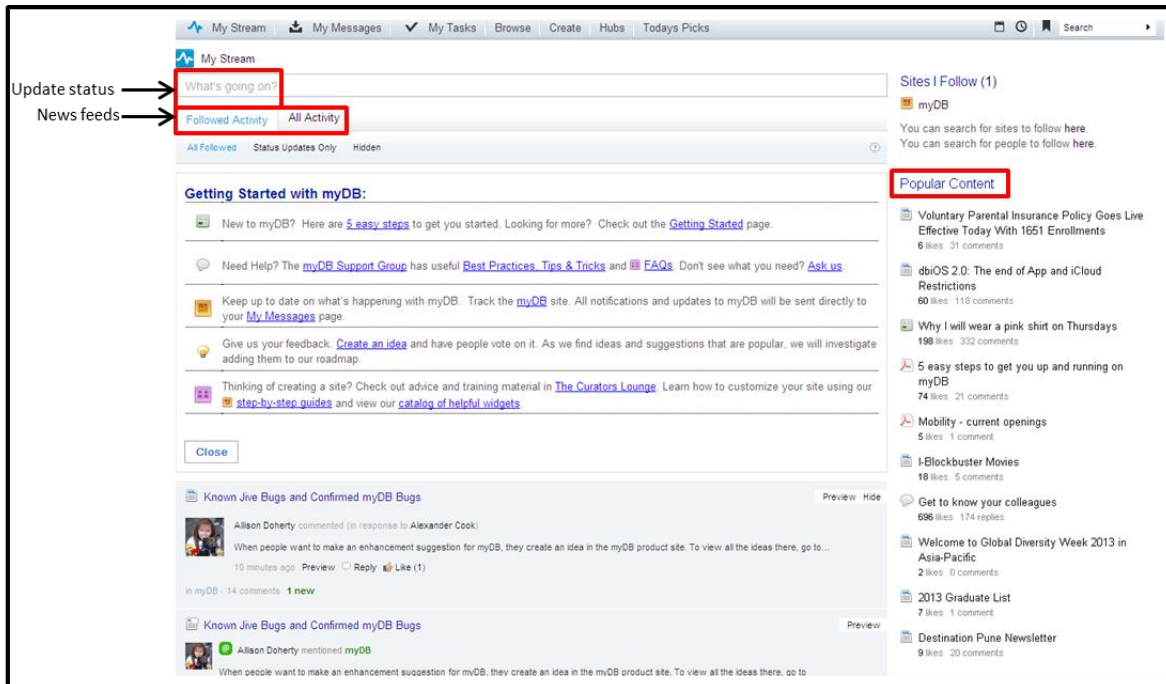 My Stream My Messages My Tasks Browse Create Hubs Todays Picks Search
My Stream
Update status
What's going on?
News feeds
Followed Activity All Activity
All Followed Status Updates Only Hidden
Getting Started with myDB:
New to myDB? Here are 5 easy steps to get you started. Looking for more? Check out the Getting Started page.
Need Help? The myDB Support Group has useful Best Practices, Tips & Tricks and FAQs. Don't see what you need? Ask us.
Keep up to date on what's happening with myDB. Track the myDB site. All notifications and updates to myDB will be sent directly to
your My Messages page.
Give us your feedback. Create an idea and have people vote on it. As we find ideas and suggestions that are popular, we will investigate
adding them to our roadmap.
Thinking of creating a site? Check out advice and training material in The Curators Lounge. Learn how to customize your site using our
step-by-step guides and view our catalog of helpful widgets.
Close
Known Jive Bugs and Confirmed myDB Bugs Preview Hide
Allison Doherty commented (in response to Alexander Cook)
When people want to make an enhancement suggestion for myDB, they create an idea in the myDB product site. To view all the ideas there, go to...
10 minutes ago Preview Reply Like (1)
in myDB - 14 comments 1 new
Known Jive Bugs and Confirmed myDB Bugs Preview
Allison Doherty mentioned myDB
When people want to make an enhancement suggestion for myDB, they create an idea in the myDB product site. To view all the ideas there, go to
Sites I Follow (1)
myDB
You can search for sites to follow here.
You can search for people to follow here.
Popular Content
Voluntary Parental Insurance Policy Goes Live
Effective Today With 1651 Enrollments
6 likes 31 comments
dbiOS 2.0: The end of App and iCloud
Restrictions
60 likes 118 comments
Why I will wear a pink shirt on Thursdays
198 likes 332 comments
5 easy steps to get you up and running on
myDB
74 likes 21 comments
Mobility - current openings
5 likes 1 comment
I-Blockbuster Movies
18 likes 5 comments
Get to know your colleagues
696 likes 174 replies
Welcome to Global Diversity Week 2013 in
Asia-Pacific
2 likes 0 comments
2013 Graduate List
7 likes 1 comment
Destination Pune Newsletter
9 likes 20 comments